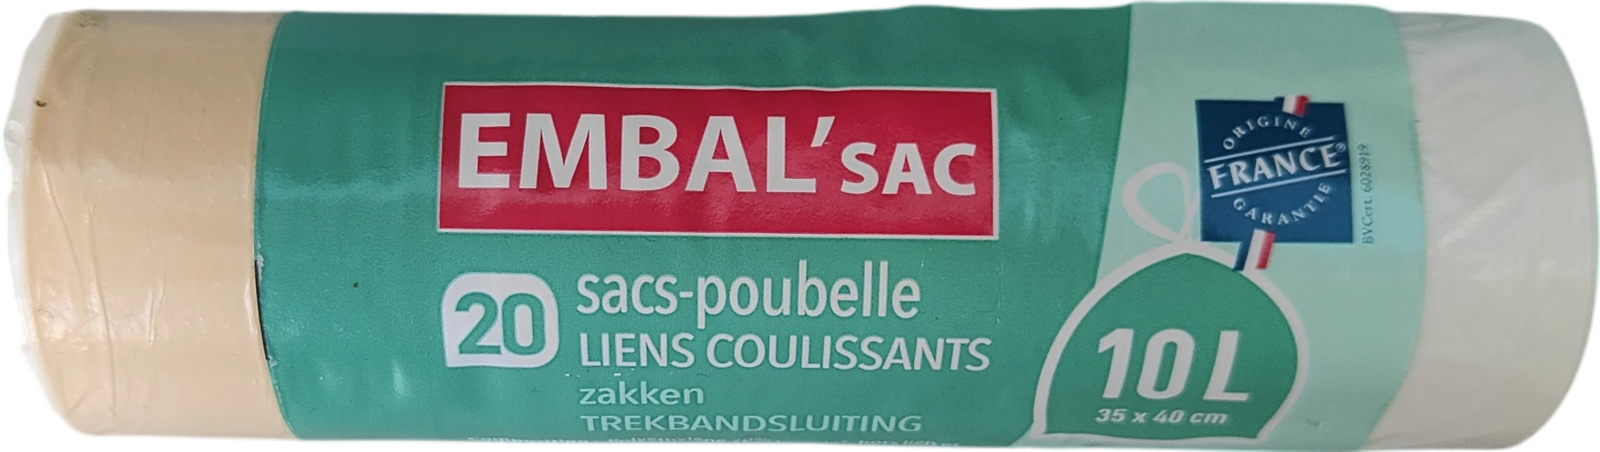 EMBAL'SAC
20
sacs-poubelle
LIENS COULISSANTS
zakken
TREKBANDSLUITING
ORIGINE
FRANCE®
GARANTIE
BVCert. 6028919
10 L
35 x 40 cm